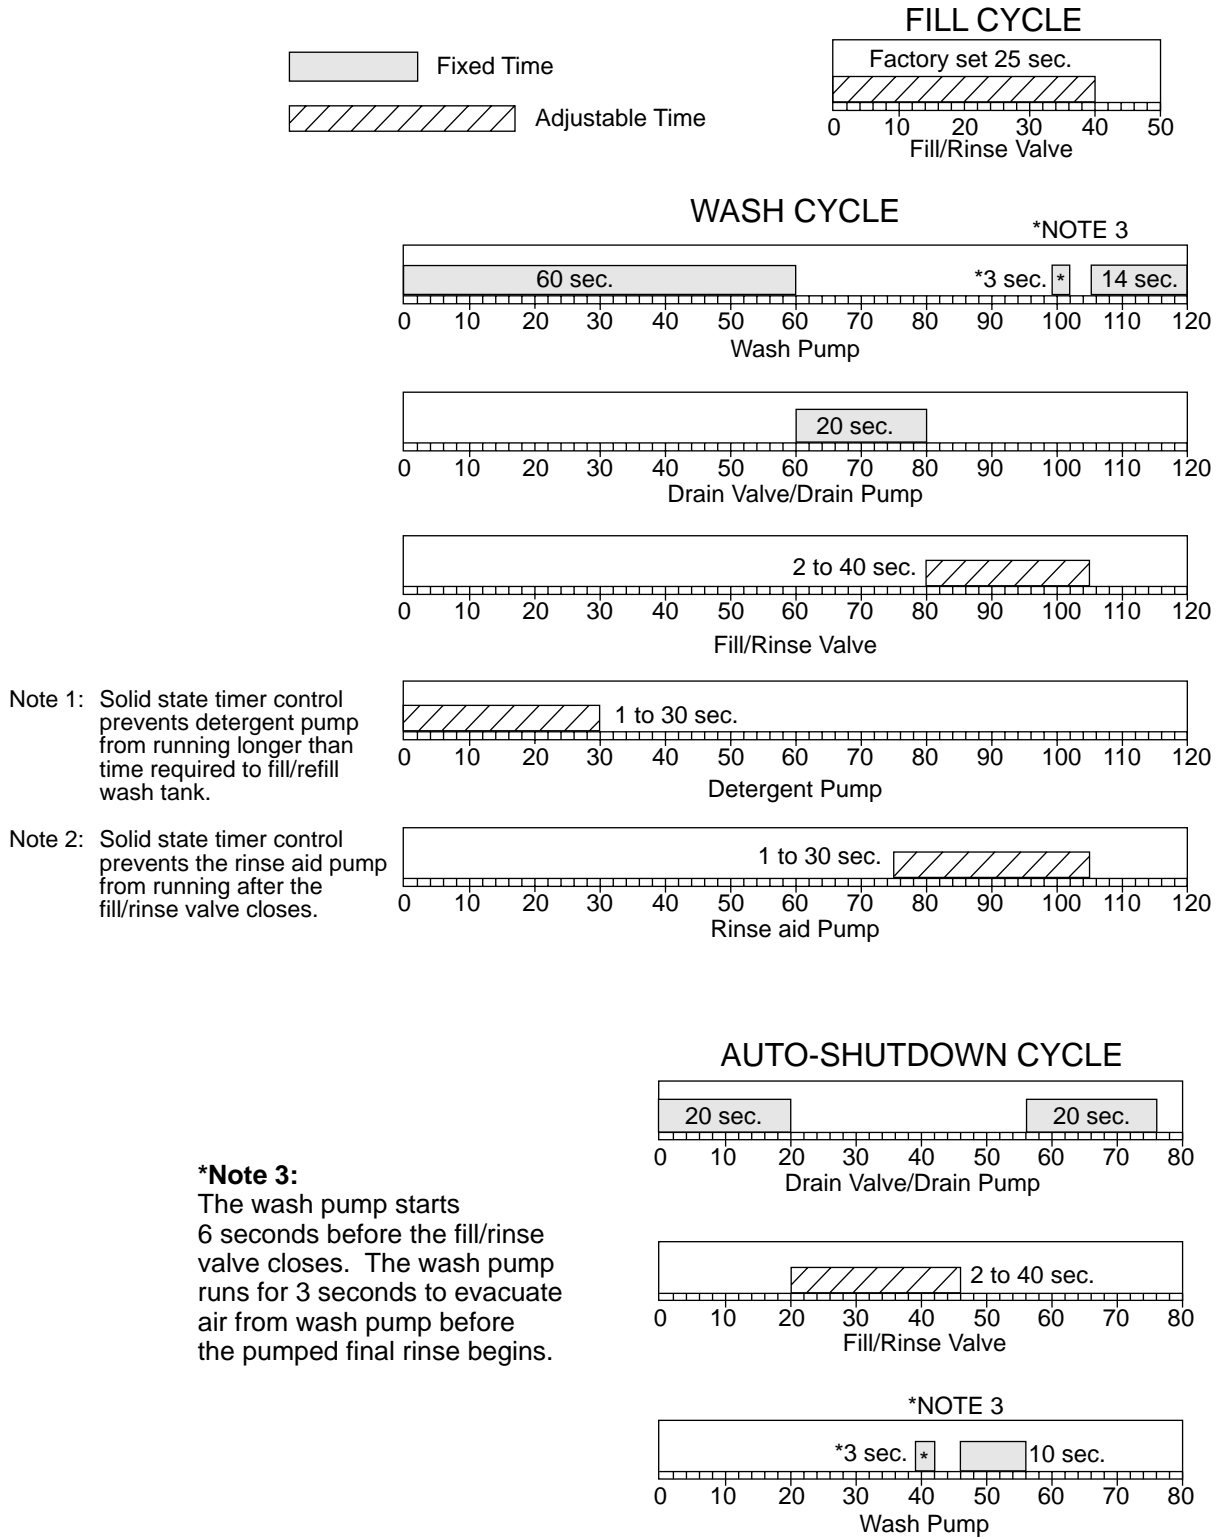 FILL CYCLE
Fixed Time
Adjustable Time
Factory set 25 sec.
0 10 20 30 40 50
Fill/Rinse Valve
WASH CYCLE
*NOTE 3
60 sec.
*3 sec.
*
14 sec.
0 10 20 30 40 50 60 70 80 90 100 110 120
Wash Pump
20 sec.
0 10 20 30 40 50 60 70 80 90 100 110 120
Drain Valve/Drain Pump
2 to 40 sec.
0 10 20 30 40 50 60 70 80 90 100 110 120
Fill/Rinse Valve
Note 1: Solid state timer control
prevents detergent pump
from running longer than
time required to fill/refill
wash tank.
1 to 30 sec.
0 10 20 30 40 50 60 70 80 90 100 110 120
Detergent Pump
Note 2: Solid state timer control
prevents the rinse aid pump
from running after the
fill/rinse valve closes.
1 to 30 sec.
0 10 20 30 40 50 60 70 80 90 100 110 120
Rinse aid Pump
AUTO-SHUTDOWN CYCLE
20 sec.
20 sec.
0 10 20 30 40 50 60 70 80
Drain Valve/Drain Pump
*Note 3:
The wash pump starts
6 seconds before the fill/rinse
valve closes. The wash pump
runs for 3 seconds to evacuate
air from wash pump before
the pumped final rinse begins.
2 to 40 sec.
0 10 20 30 40 50 60 70 80
Fill/Rinse Valve
*NOTE 3
*3 sec.
*
10 sec.
0 10 20 30 40 50 60 70 80
Wash Pump